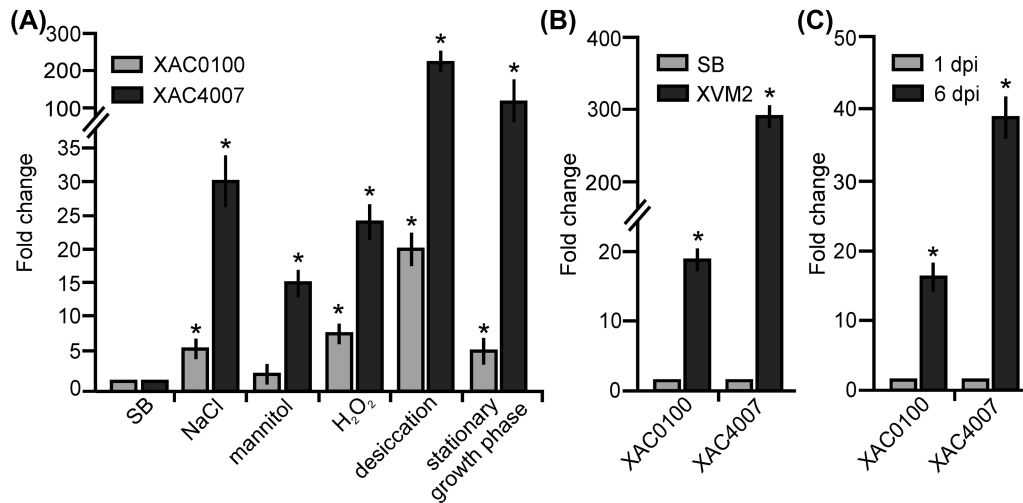 (A)
Fold change
300
200
100
35
30
25
20
15
10
5
0
XAC0100
XAC4007
*
*
*
*
*
*
*
*
*
SB
NaCl
mannitol
H₂O₂
desiccation
stationary
growth phase
(B)
Fold change
400
300
200
20
10
0
SB
XVM2
*
*
XAC0100
XAC4007
(C)
Fold change
50
40
30
20
10
0
1 dpi
6 dpi
*
*
XAC0100
XAC4007